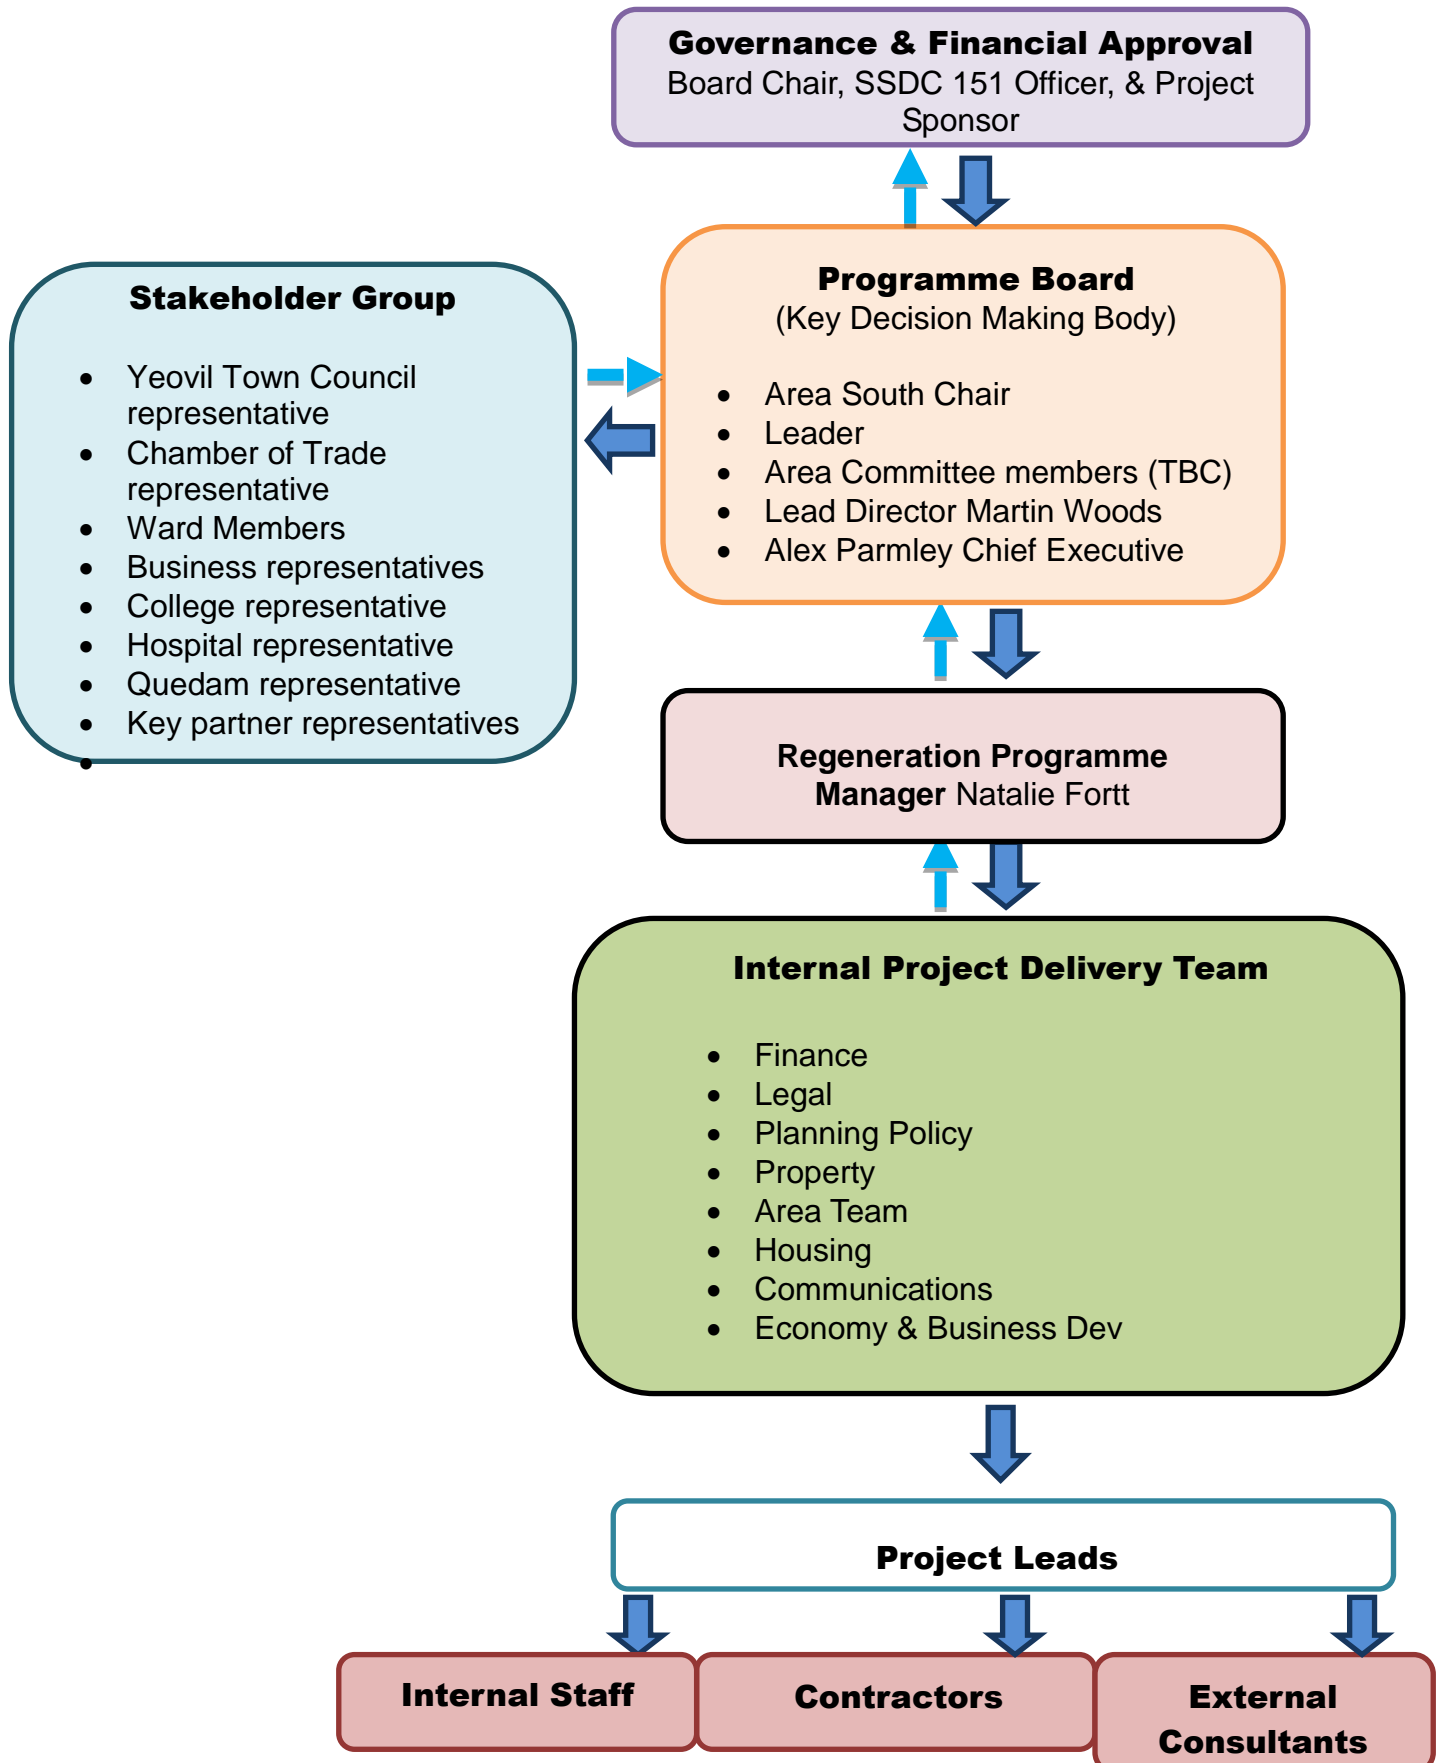 Governance & Financial Approval
Board Chair, SSDC 151 Officer, & Project
Sponsor
Stakeholder Group
• Yeovil Town Council
representative
• Chamber of Trade
representative
• Ward Members
• Business representatives
• College representative
• Hospital representative
• Quedam representative
• Key partner representatives
•
Programme Board
(Key Decision Making Body)
• Area South Chair
• Leader
• Area Committee members (TBC)
• Lead Director Martin Woods
• Alex Parmley Chief Executive
Regeneration Programme
Manager Natalie Fortt
Internal Project Delivery Team
• Finance
• Legal
• Planning Policy
• Property
• Area Team
• Housing
• Communications
• Economy & Business Dev
Project Leads
Internal Staff
Contractors
External
Consultants